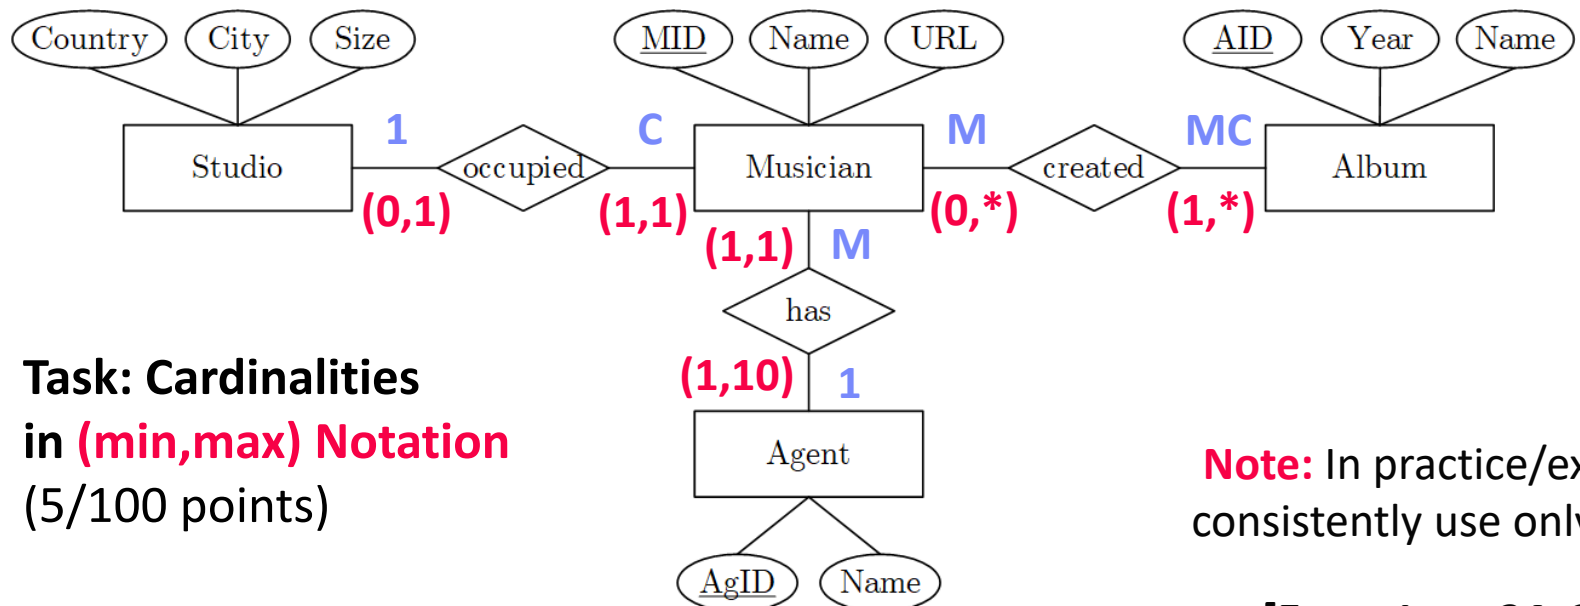 Country City Size MID Name URL AID Year Name
1 C M MC
Studio occupied Musician created Album
(0,1) (1,1) (0,*) (1,*)
(1,1) M
has
(1,10) 1
Task: Cardinalities
in (min,max) Notation
(5/100 points)
Agent
Note: In practice/ex
consistently use only
AgID Name